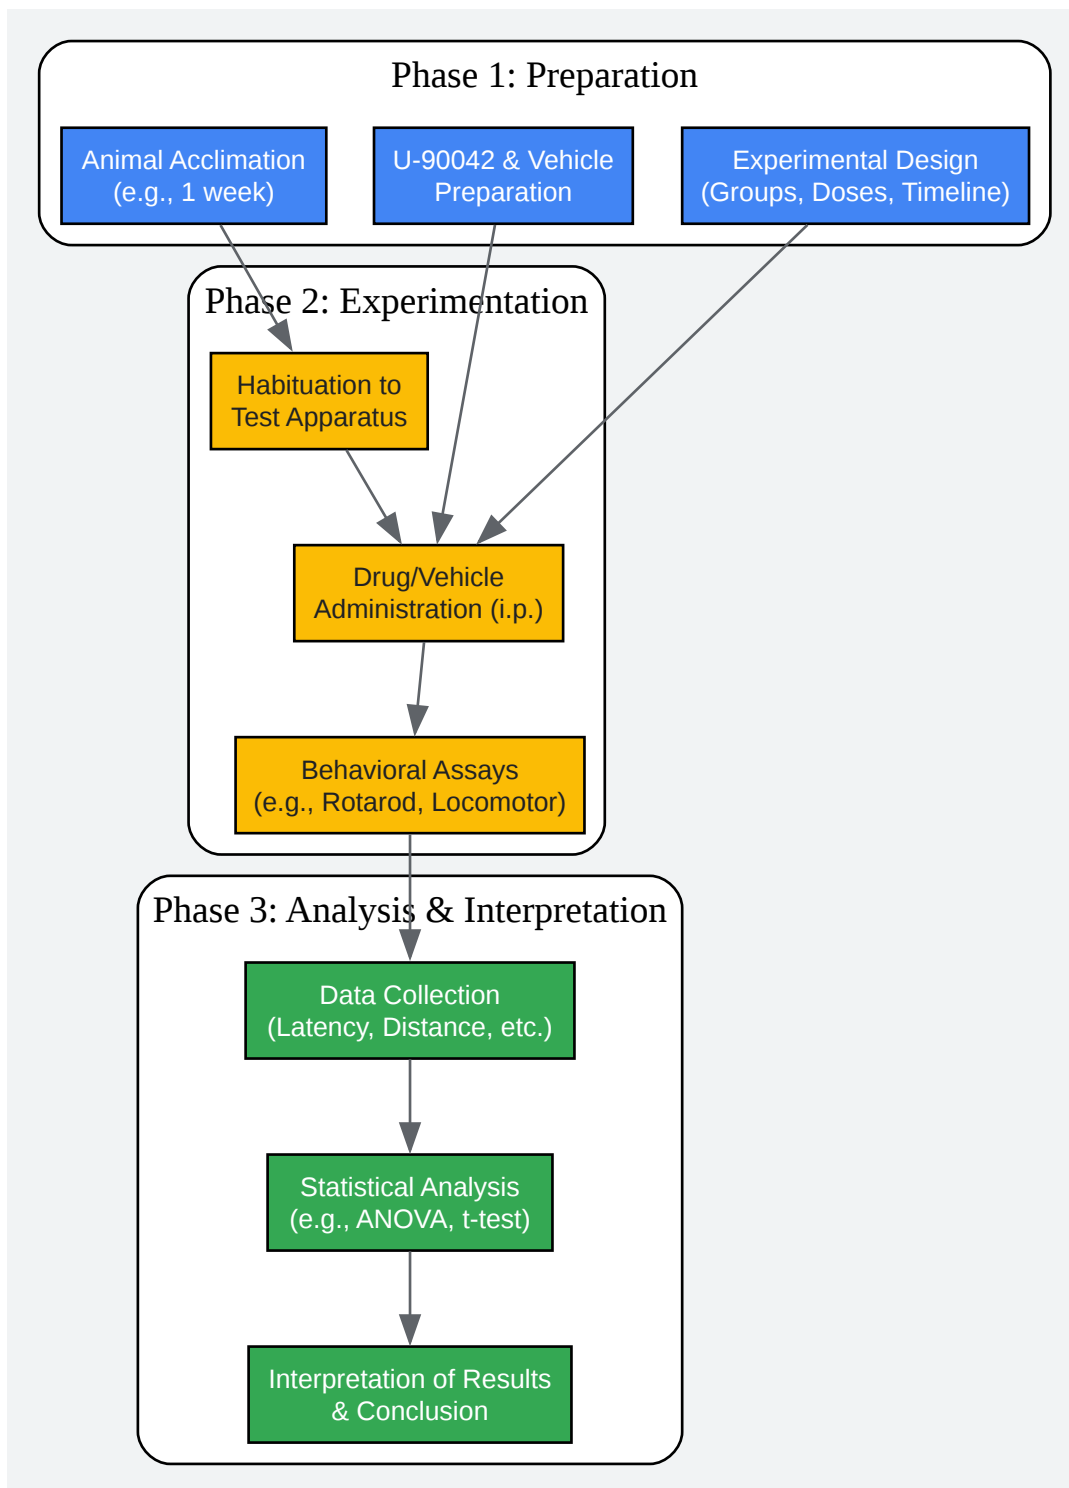 Phase 1: Preparation
Animal Acclimation
(e.g., 1 week)
U-90042 & Vehicle
Preparation
Experimental Design
(Groups, Doses, Timeline)
Phase 2: Experimentation
Habituation to
Test Apparatus
Drug/Vehicle
Administration (i.p.)
Behavioral Assays
(e.g., Rotarod, Locomotor)
Phase 3: Analysis & Interpretation
Data Collection
(Latency, Distance, etc.)
Statistical Analysis
(e.g., ANOVA, t-test)
Interpretation of Results
& Conclusion